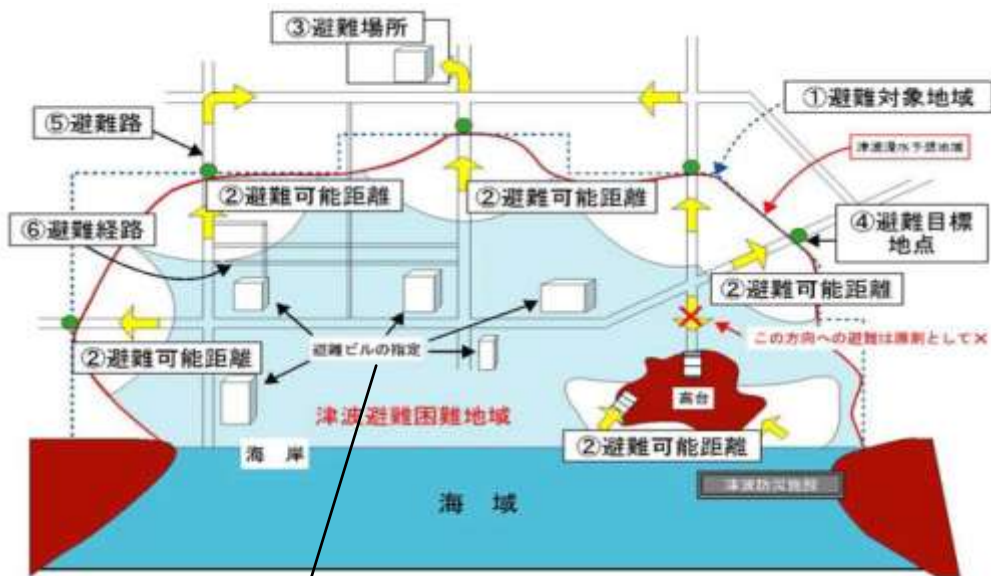 ③避難場所
①避難対象地域
⑤避難路
津波浸水予想地域
②避難可能距離
②避難可能距離
⑥避難経路
④避難目標
地点
②避難可能距離
この方向への避難は原則として×
②避難可能距離
避難ビルの指定
高台
津波避難困難地域
②避難可能距離
海 岸
津波防災施設
海 域